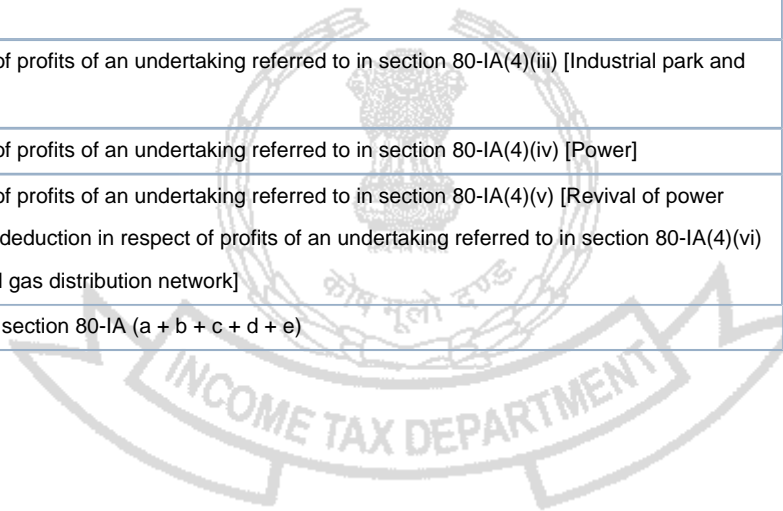 of profits of an undertaking referred to in section 80-IA(4)(iii) [Industrial park and
of profits of an undertaking referred to in section 80-IA(4)(iv) [Power]
of profits of an undertaking referred to in section 80-IA(4)(v) [Revival of power
deduction in respect of profits of an undertaking referred to in section 80-IA(4)(vi)
gas distribution network]
section 80-IA (a + b + c + d + e)
कोष मूलो दण्डः
INCOME TAX DEPARTMENT